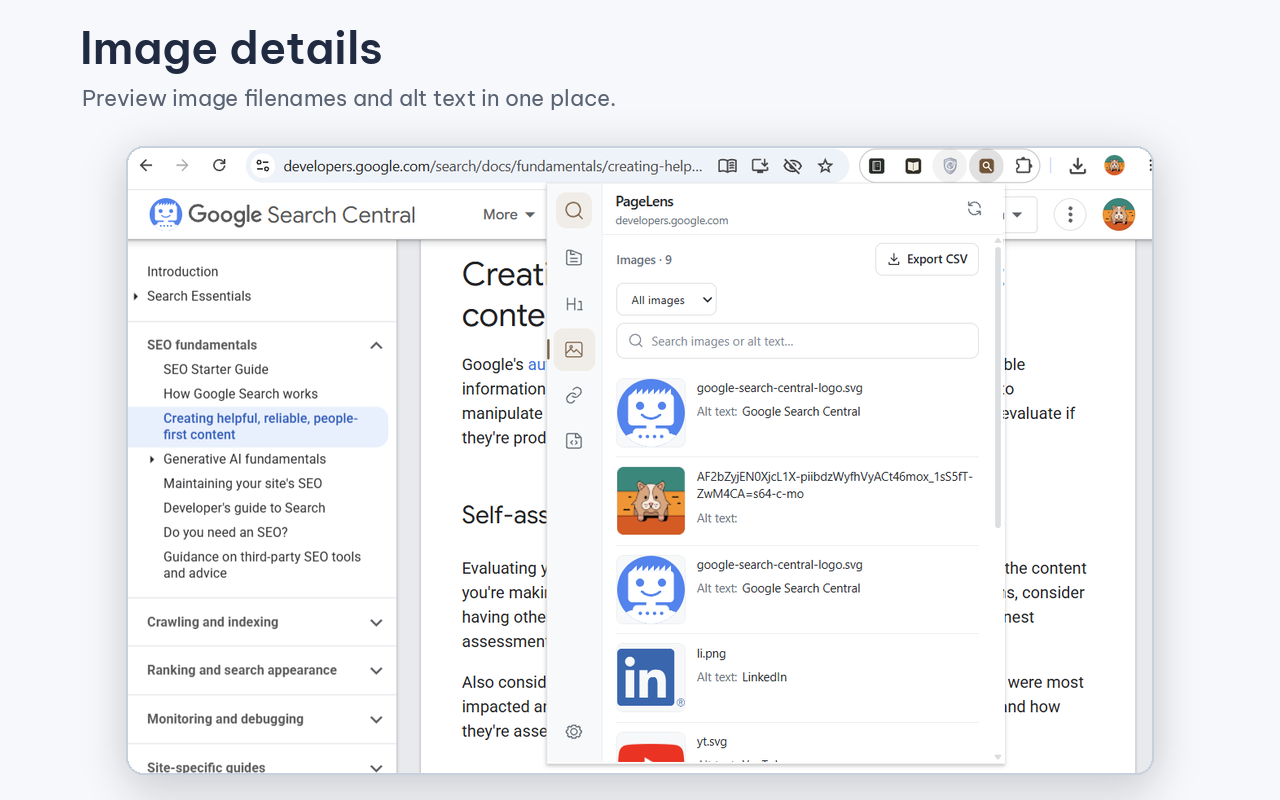 Image details
Preview image filenames and alt text in one place.
developers.google.com/search/docs/fundamentals/creating-help...
Google Search Central
More
Introduction
Search Essentials
SEO fundamentals
SEO Starter Guide
How Google Search works
Creating helpful, reliable, people-
first content
Generative AI fundamentals
Maintaining your site's SEO
Developer's guide to Search
Do you need an SEO?
Guidance on third-party SEO tools
and advice
Crawling and indexing
Ranking and search appearance
Monitoring and debugging
Site-specific guides
Creati
conte
Google's au
information
manipulate
they're prod
Self-ass
Evaluating y
you're makin
having othe
assessment
Also consid
impacted an
they're asse
PageLens
developers.google.com
H1
Images · 9
Export CSV
All images
Search images or alt text...
google-search-central-logo.svg
Alt text: Google Search Central
AF2bZyjEN0XjcL1X-piibdzWyfhVyACt46mox_1sS5fT-
ZwM4CA=s64-c-mo
Alt text:
google-search-central-logo.svg
Alt text: Google Search Central
in
li.png
Alt text: LinkedIn
yt.svg
ble
to
evaluate if
the content
ns, consider
nest
were most
and how